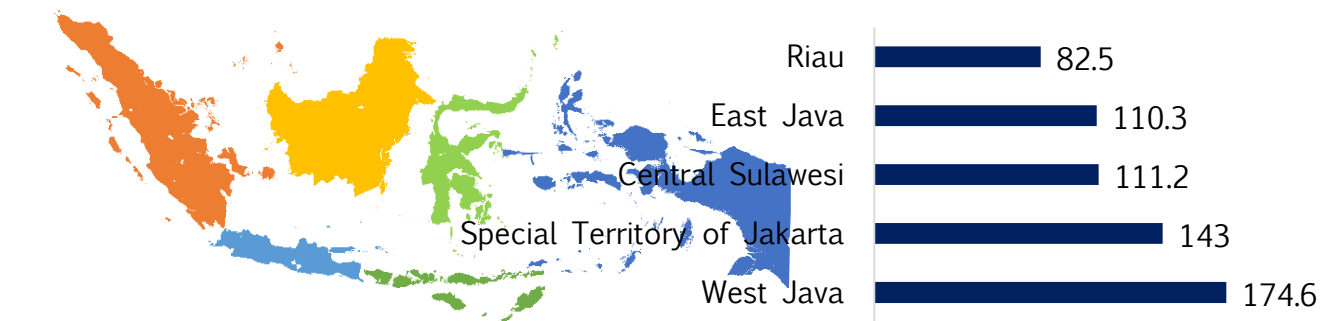 Riau 82.5
East Java 110.3
Central Sulawesi 111.2
Special Territory of Jakarta 143
West Java 174.6